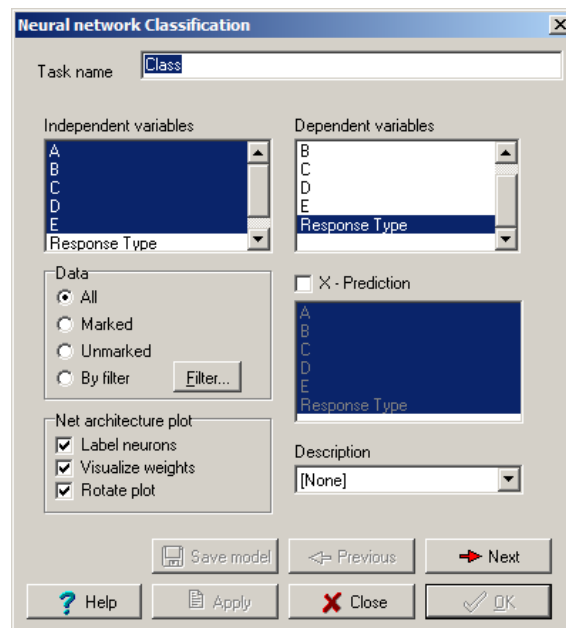 Neural network Classification
Task name Class
Independent variables
A
B
C
D
E
Response Type
Dependent variables
B
C
D
E
Response Type
Data
All
Marked
Unmarked
By filter Filter...
X - Prediction
A
B
C
D
E
Response Type
Net architecture plot
Label neurons
Visualize weights
Rotate plot
Description
[None]
Save model Previous Next
Help Apply Close OK